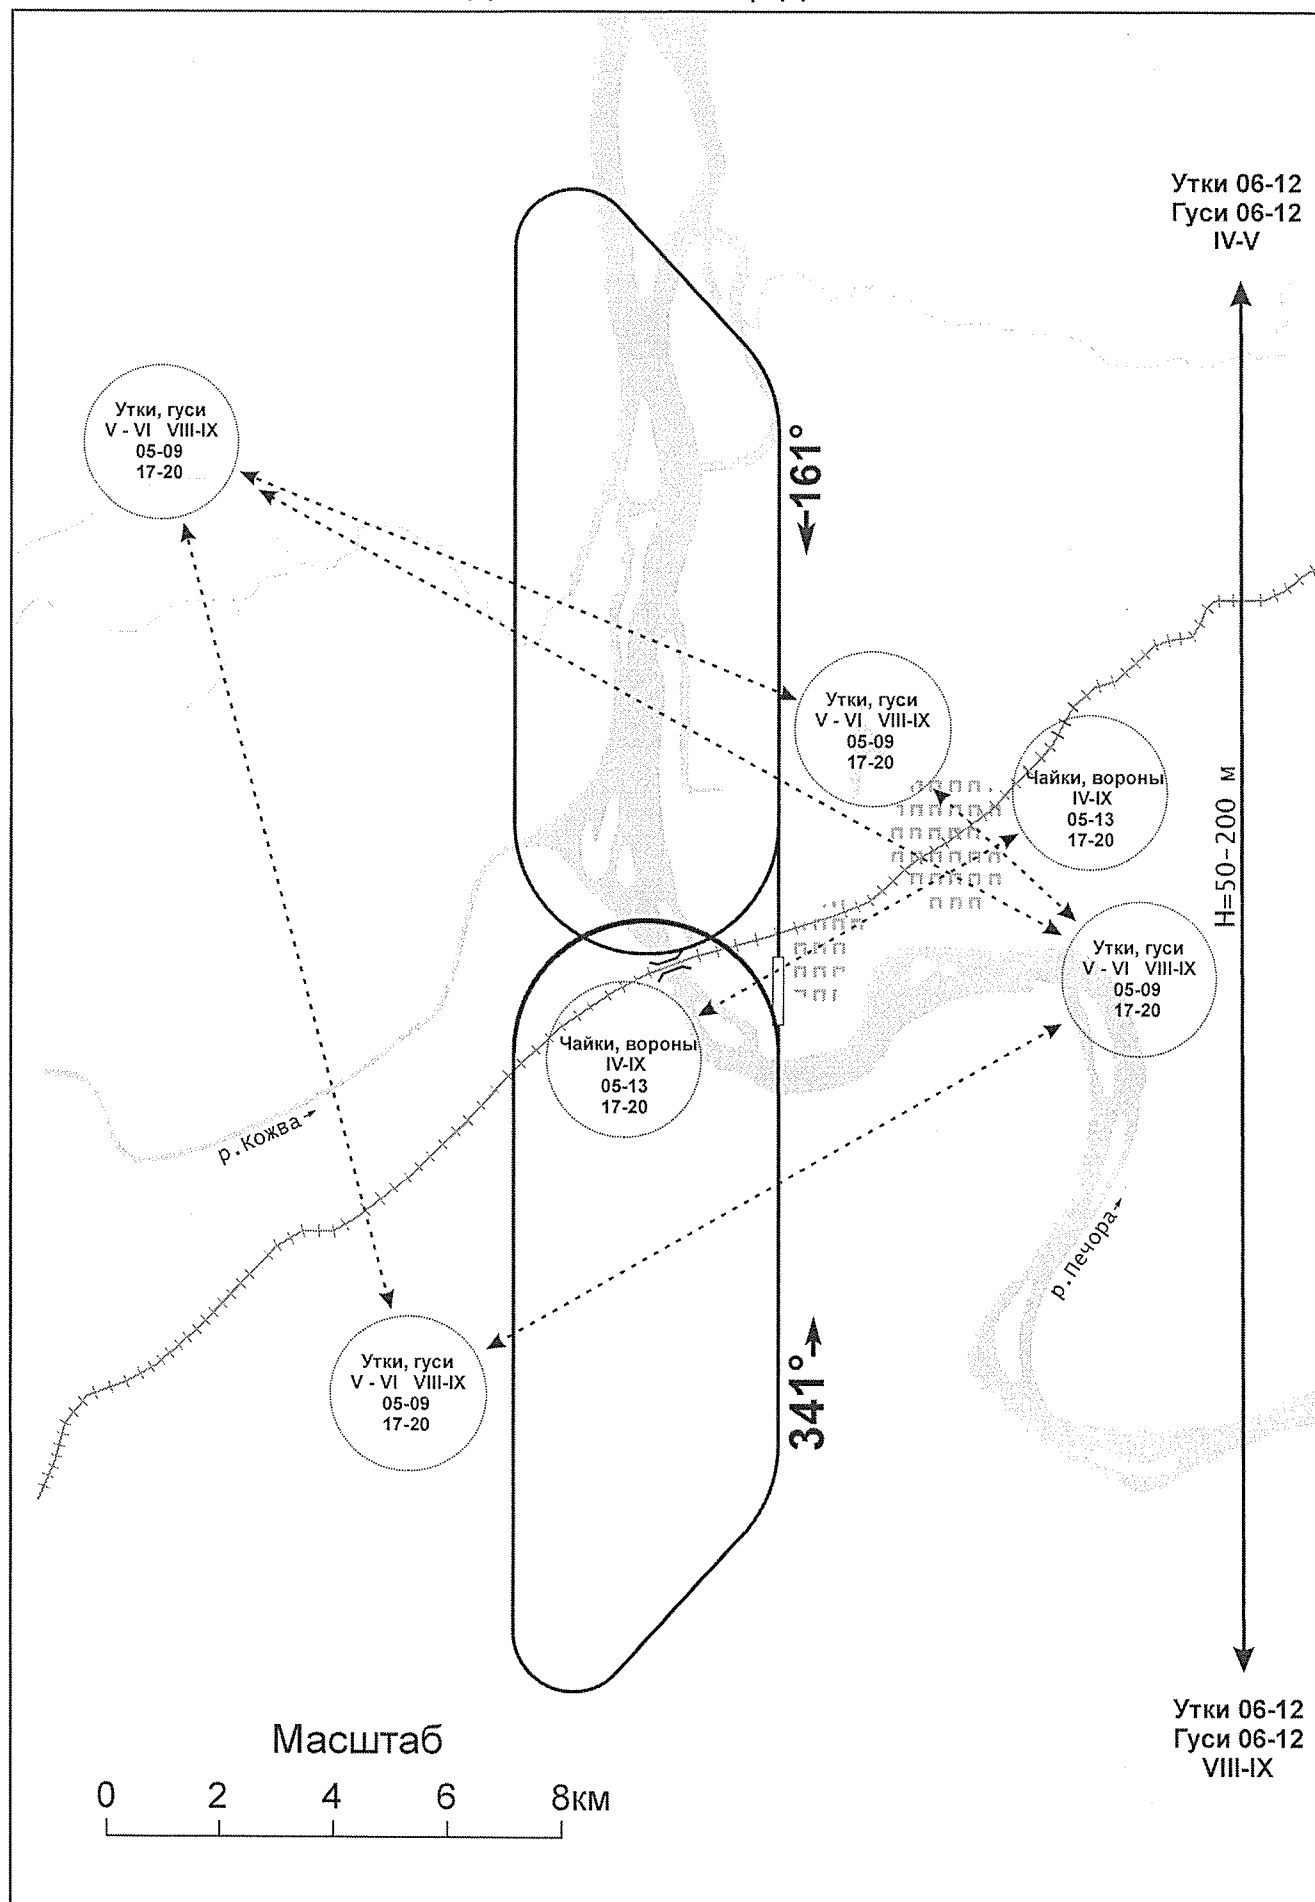 Утки 06-12
Гуси 06-12
IV-V
Утки, гуси
V - VI VIII-IX
05-09
17-20
161°
Утки, гуси
V - VI VIII-IX
05-09
17-20
Чайки, вороны
IV-IX
05-13
17-20
H=50-200 м
Утки, гуси
V - VI VIII-IX
05-09
17-20
Чайки, вороны
IV-IX
05-13
17-20
р.Кожва
р.Печора
341°
Утки, гуси
V - VI VIII-IX
05-09
17-20
Утки 06-12
Гуси 06-12
VIII-IX
Масштаб
0 2 4 6 8км